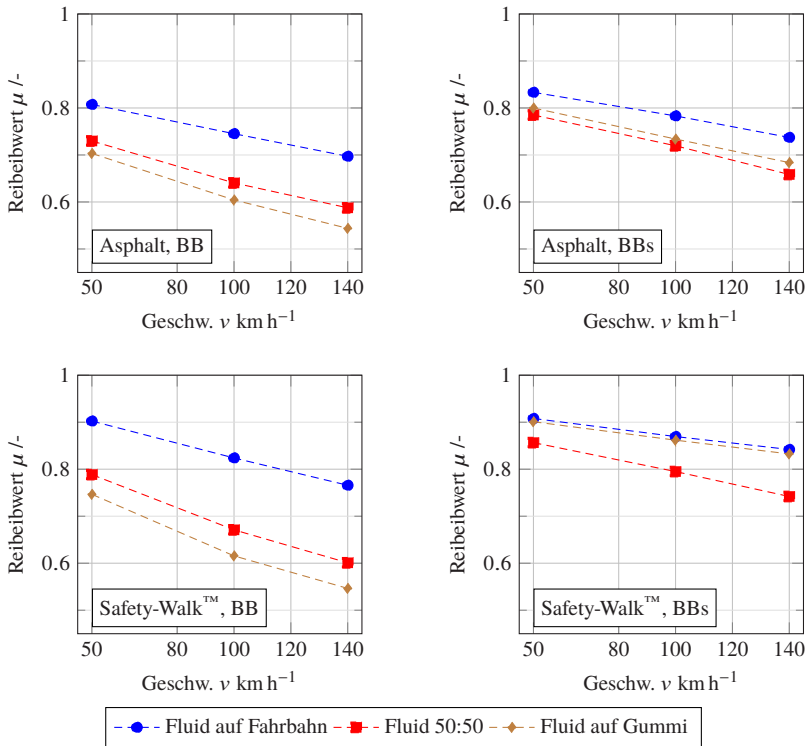 1
0.8
0.6
Reibeibwert μ /-
Asphalt, BB
50 80 100 120 140
Geschw. v km h⁻¹
1
0.8
0.6
Reibeibwert μ /-
Asphalt, BBs
50 80 100 120 140
Geschw. v km h⁻¹
1
0.8
0.6
Reibeibwert μ /-
Safety-Walk™, BB
50 80 100 120 140
Geschw. v km h⁻¹
1
0.8
0.6
Reibeibwert μ /-
Safety-Walk™, BBs
50 80 100 120 140
Geschw. v km h⁻¹
Fluid auf Fahrbahn Fluid 50:50 Fluid auf Gummi